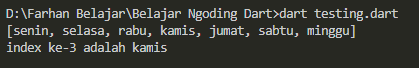 D:\Farhan Belajar\Belajar Ngoding Dart>dart testing.dart
[senin, selasa, rabu, kamis, jumat, sabtu, minggu]
index ke-3 adalah kamis